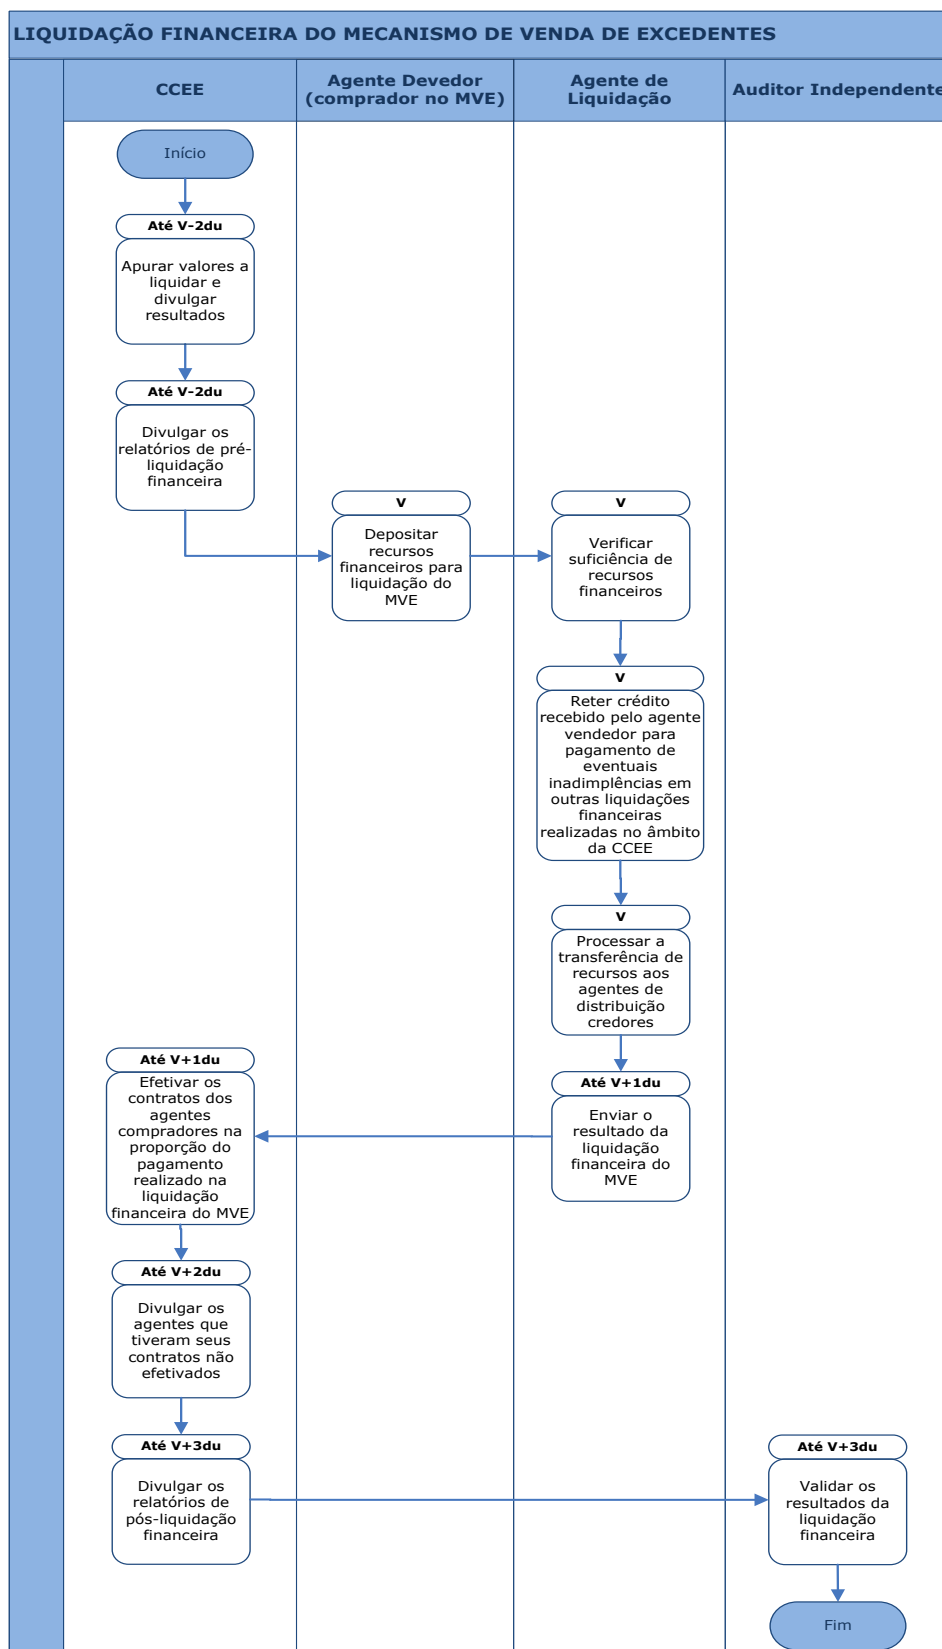 LIQUIDAÇÃO FINANCEIRA DO MECANISMO DE VENDA DE EXCEDENTES
CCEE
Agente Devedor
(comprador no MVE)
Agente de
Liquidação
Auditor Independente
Início
Até V-2du
Apurar valores a
liquidar e
divulgar
resultados
Até V-2du
Divulgar os
relatórios de pré-
liquidação
financeira
V
Depositar
recursos
financeiros para
liquidação do
MVE
V
Verificar
suficiência de
recursos
financeiros
V
Reter crédito
recebido pelo agente
vendedor para
pagamento de
eventuais
inadimplências em
outras liquidações
financeiras
realizadas no âmbito
da CCEE
V
Processar a
transferência de
recursos aos
agentes de
distribuição
credores
Até V+1du
Enviar o
resultado da
liquidação
financeira do
MVE
Até V+1du
Efetivar os
contratos dos
agentes
compradores na
proporção do
pagamento
realizado na
liquidação
financeira do MVE
Até V+2du
Divulgar os
agentes que
tiveram seus
contratos não
efetivados
Até V+3du
Divulgar os
relatórios de
pós-liquidação
financeira
Até V+3du
Validar os
resultados da
liquidação
financeira
Fim